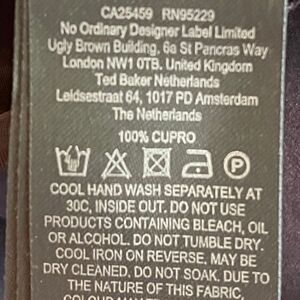 CA25459 RN95229
No Ordinary Designer Label Limited
Ugly Brown Building, 6a St Pancras Way
London NW1 0TB. United Kingdom
Ted Baker Netherlands
Leidsestraat 64, 1017 PD Amsterdam
The Netherlands
100% CUPRO
P
COOL HAND WASH SEPARATELY AT
30C, INSIDE OUT. DO NOT USE
PRODUCTS CONTAINING BLEACH, OIL
OR ALCOHOL. DO NOT TUMBLE DRY.
COOL IRON ON REVERSE, MAY BE
DRY CLEANED. DO NOT SOAK. DUE TO
THE NATURE OF THIS FABRIC,
COLOUR MAY